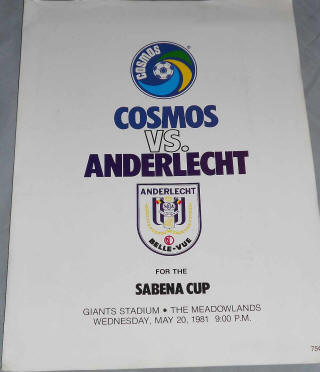 COSMOS
®
COSMOS
VS.
ANDERLECHT
ANDERLECHT
BELLE-VUE
FOR THE
SABENA CUP
GIANTS STADIUM • THE MEADOWLANDS
WEDNESDAY, MAY 20, 1981 9:00 P.M.